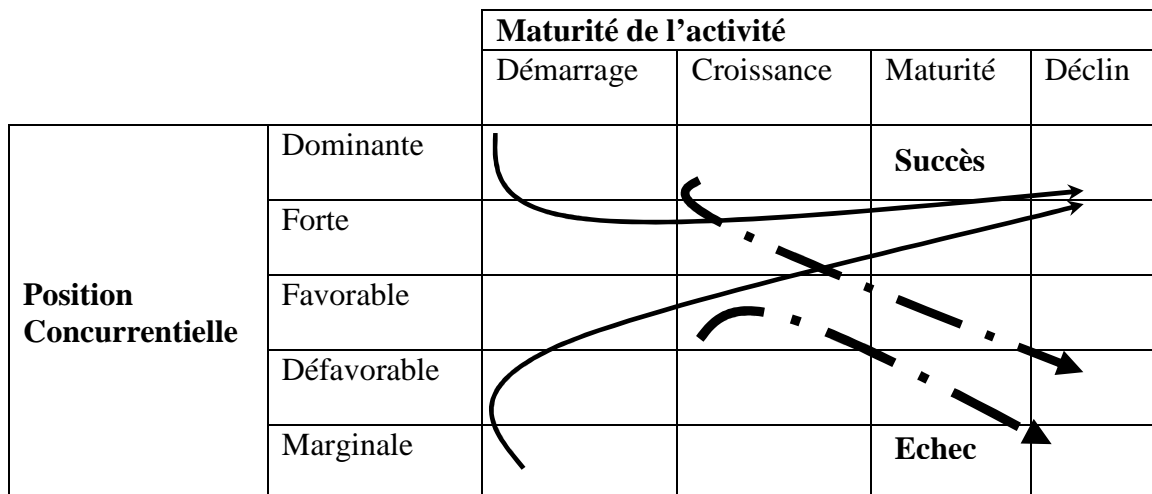 Maturité de l’activité
Démarrage Croissance Maturité Déclin
Dominante Succès
Forte
Position
Concurrentielle
Favorable
Défavorable
Marginale Echec